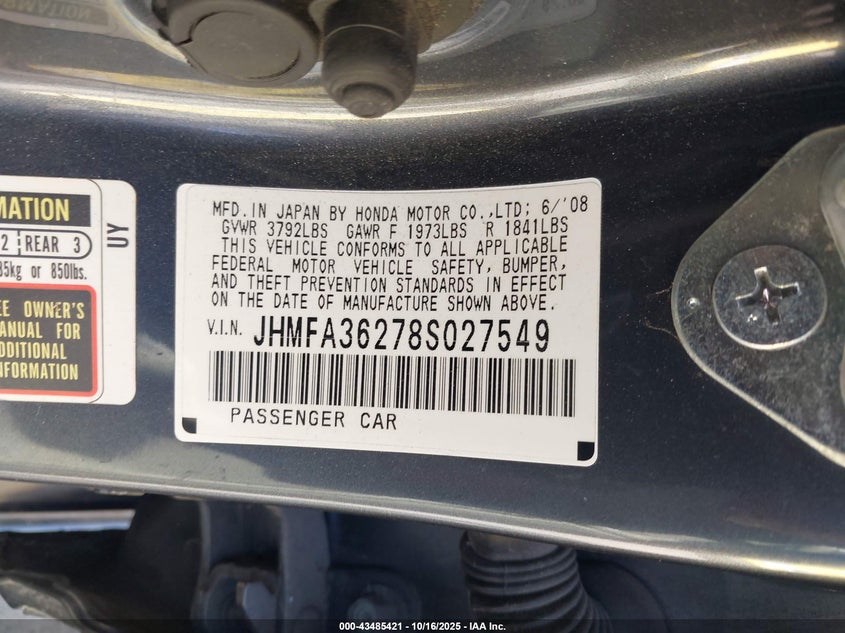 MATION
2 REAR 3
35kg or 850lbs.
EE OWNER'S
ANUAL FOR
DDITIONAL
NFORMATION
UY
MFD. IN JAPAN BY HONDA MOTOR CO.,LTD; 6/'08
GVWR 3792LBS GAWR F 1973LBS R 1841LBS
THIS VEHICLE CONFORMS TO ALL APPLICABLE
FEDERAL MOTOR VEHICLE SAFETY, BUMPER,
AND THEFT PREVENTION STANDARDS IN EFFECT
ON THE DATE OF MANUFACTURE SHOWN ABOVE.
V.I.N. JHMFA36278S027549
PASSENGER CAR
000-43485421 | 10/16/2025 - IAA Inc.